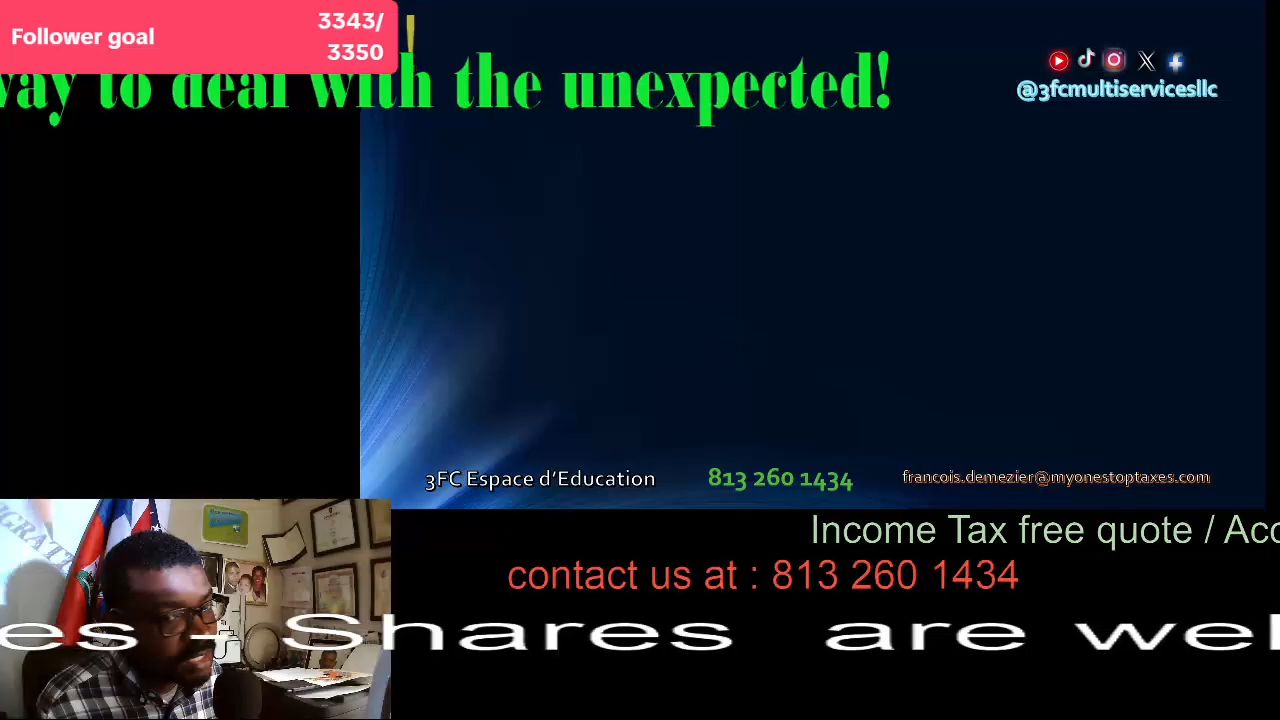 Follower goal
3343/
3350
way to deal with the unexpected!
@3fcmultiservicesllc
3FC Espace d'Education
813 260 1434
francois.demezier@myonestoptaxes.com
Income Tax free quote / Acc
contact us at : 813 260 1434
es - Shares are wel